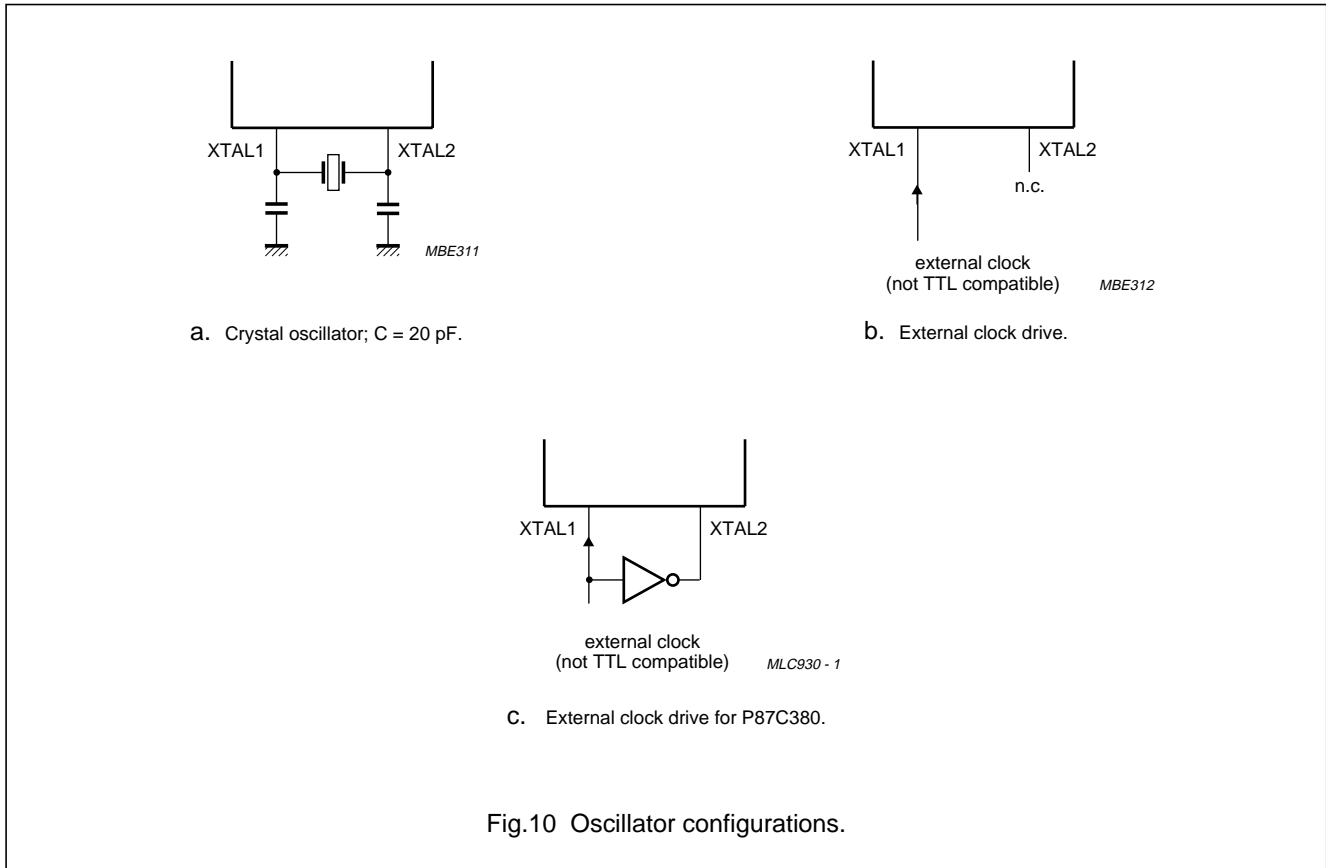 XTAL1 XTAL2
MBE311
a. Crystal oscillator; C = 20 pF.
XTAL1 XTAL2
n.c.
external clock
(not TTL compatible) MBE312
b. External clock drive.
XTAL1 XTAL2
external clock
(not TTL compatible) MLC930 - 1
c. External clock drive for P87C380.
Fig.10 Oscillator configurations.